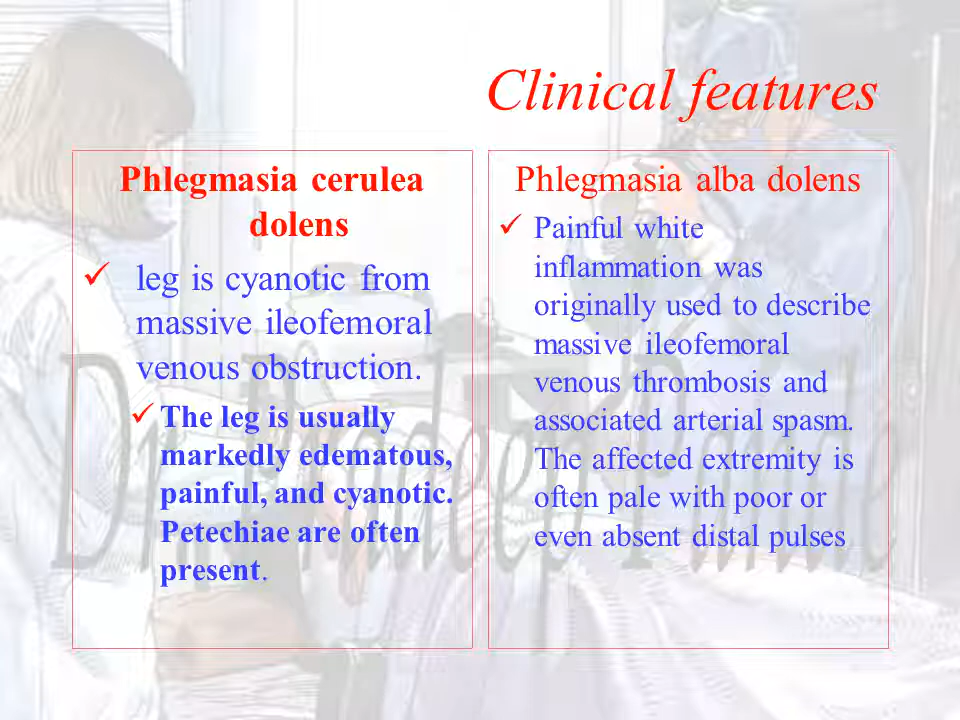 Clinical features
Phlegmasia cerulea
dolens
leg is cyanotic from
massive ileofemoral
venous obstruction.
The leg is usually
markedly edematous,
painful, and cyanotic.
Petechiae are often
present.
Phlegmasia alba dolens
Painful white
inflammation was
originally used to describe
massive ileofemoral
venous thrombosis and
associated arterial spasm.
The affected extremity is
often pale with poor or
even absent distal pulses